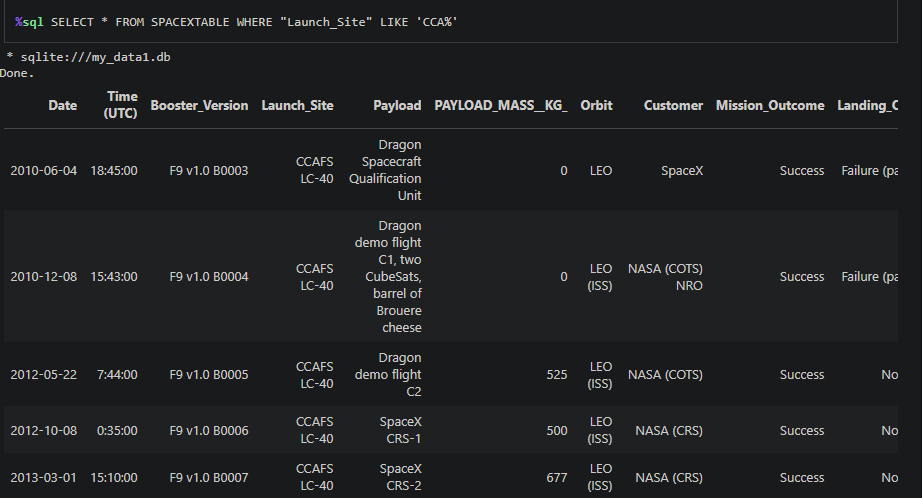 %sql SELECT * FROM SPACEXTABLE WHERE "Launch_Site" LIKE 'CCA%'
* sqlite:///my_data1.db
Done.
Date Time (UTC) Booster_Version Launch_Site Payload PAYLOAD_MASS__KG_ Orbit Customer Mission_Outcome Landing_
2010-06-04 18:45:00 F9 v1.0 B0003 CCAFS LC-40 Dragon Spacecraft Qualification Unit 0 LEO SpaceX Success Failure (pa
2010-12-08 15:43:00 F9 v1.0 B0004 CCAFS LC-40 Dragon demo flight C1, two CubeSats, barrel of Brouere cheese 0 LEO (ISS) NASA (COTS) NRO Success Failure (pa
2012-05-22 7:44:00 F9 v1.0 B0005 CCAFS LC-40 Dragon demo flight C2 525 LEO (ISS) NASA (COTS) Success No
2012-10-08 0:35:00 F9 v1.0 B0006 CCAFS LC-40 SpaceX CRS-1 500 LEO (ISS) NASA (CRS) Success No
2013-03-01 15:10:00 F9 v1.0 B0007 CCAFS LC-40 SpaceX CRS-2 677 LEO (ISS) NASA (CRS) Success No